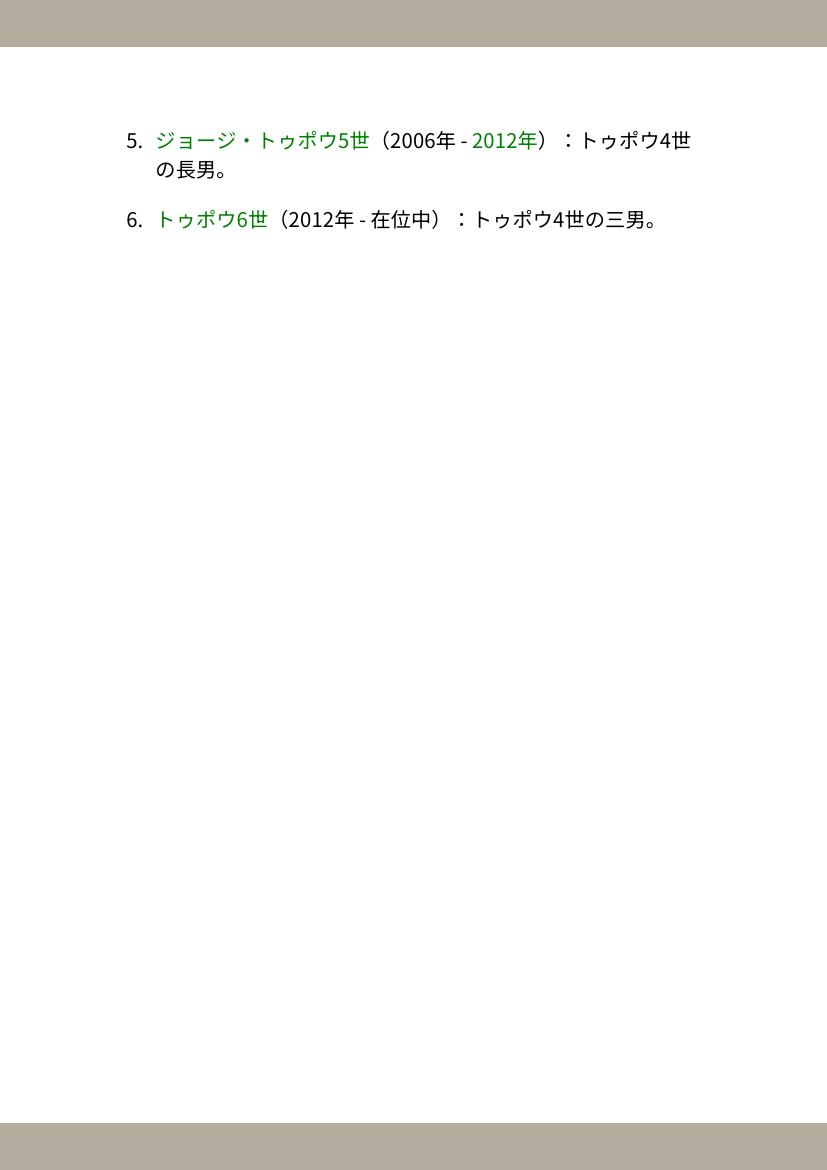 5. ジョージ・トゥポウ5世（2006年 - 2012年）：トゥポウ4世
の長男。
6. トゥポウ6世（2012年 - 在位中）：トゥポウ4世の三男。